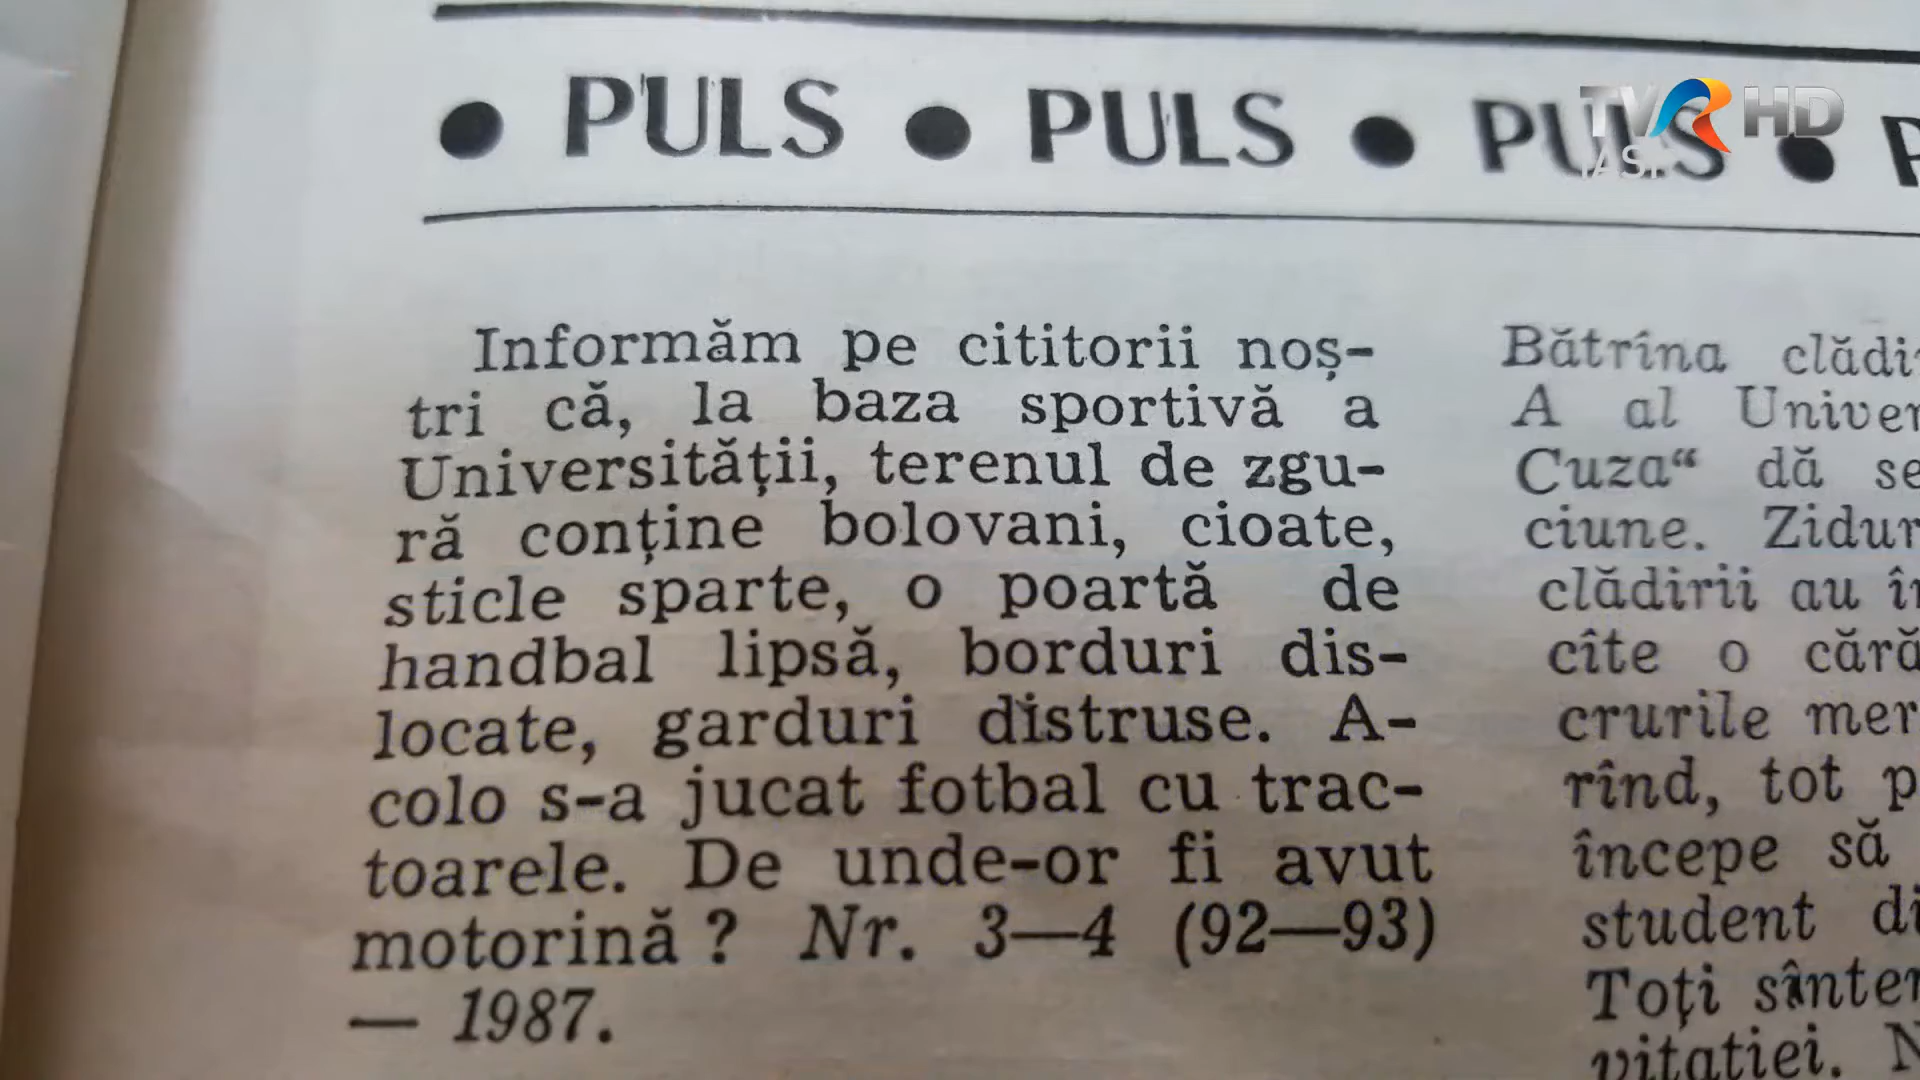 • PULS • PULS • PULS •
TVR HD
IAȘI
Informăm pe cititorii noș-
tri că, la baza sportivă a
Universității, terenul de zgu-
ră conține bolovani, cioate,
sticle sparte, o poartă de
handbal lipsă, borduri dis-
locate, garduri distruse. A-
colo s-a jucat fotbal cu trac-
toarele. De unde-or fi avut
motorină ? Nr. 3—4 (92—93)
— 1987.
Bătrîna
A al
Cuza“ dă
ciune.
clădirii au
cîte o
crurile
rînd, tot
începe să
student
Toți
vitației.